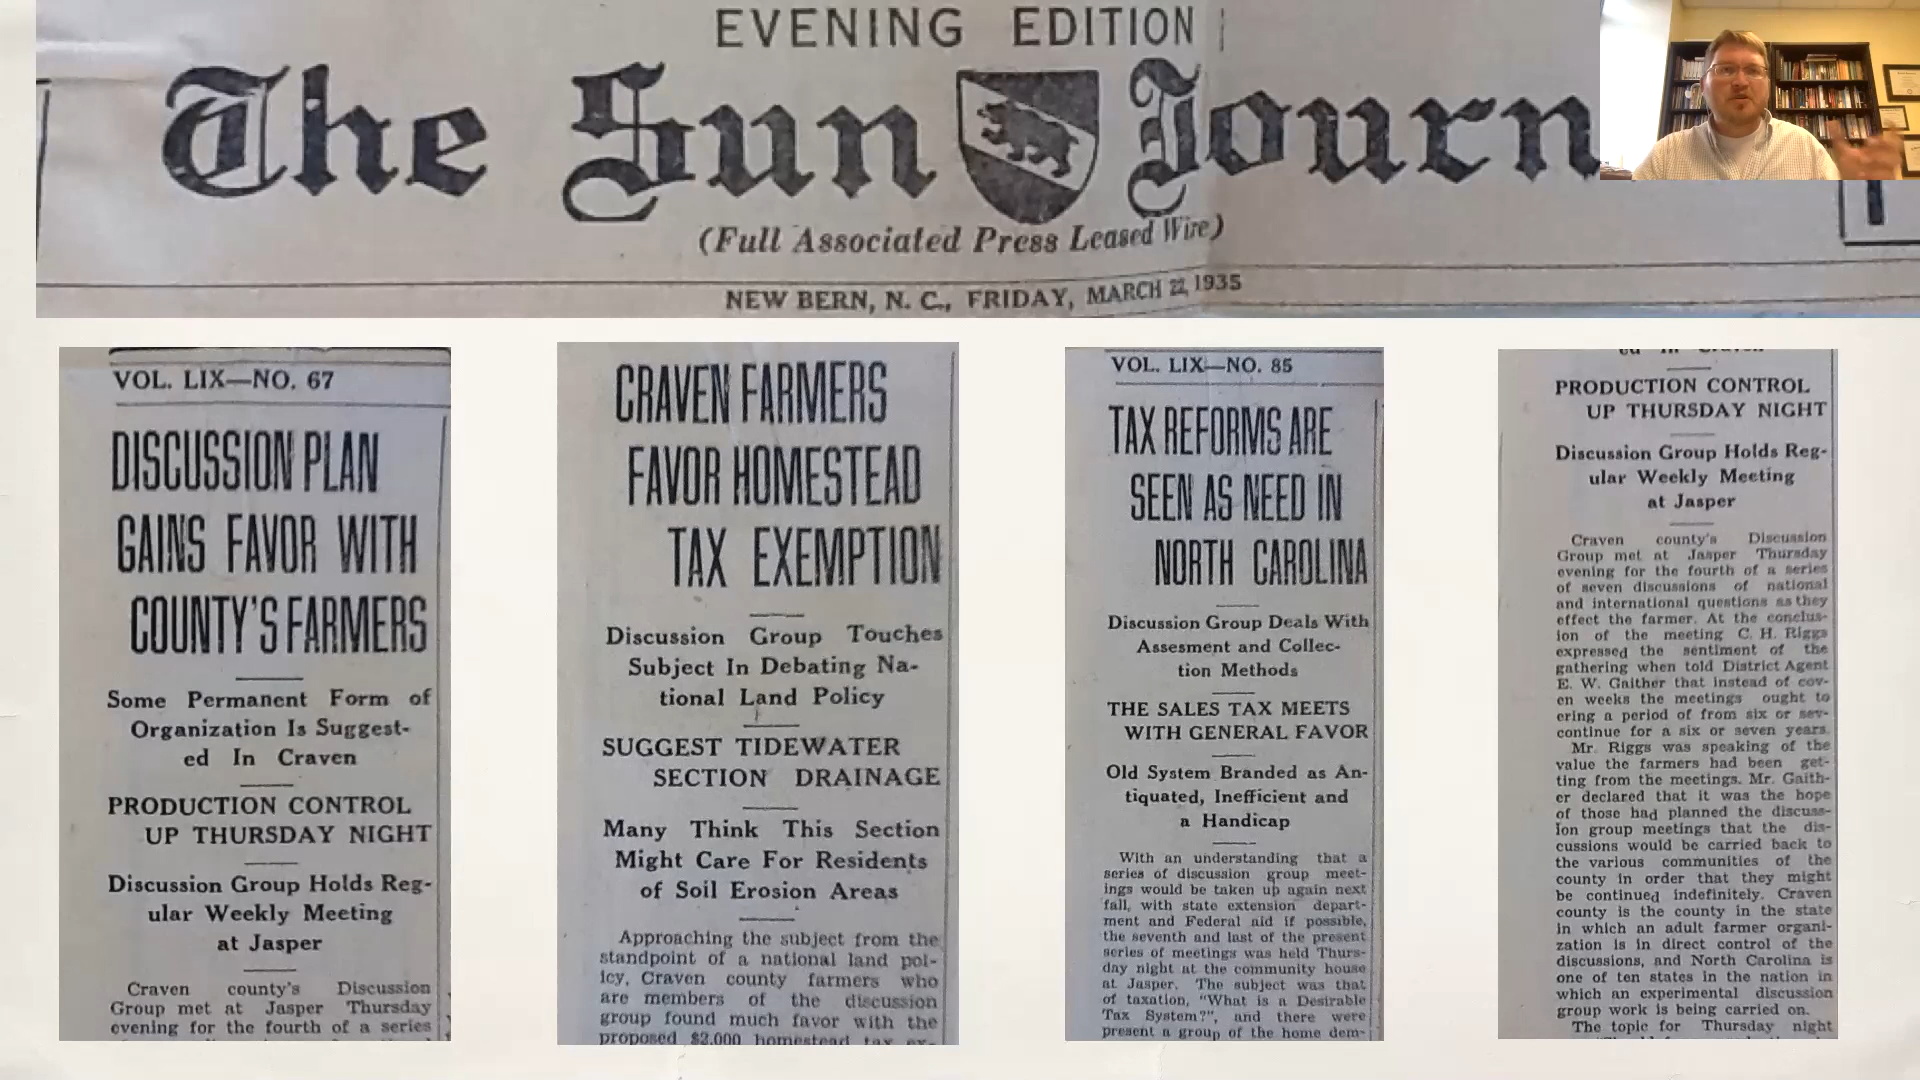 EVENING EDITION
The Sun Journ
(Full Associated Press Leased Wire)
NEW BERN, N. C., FRIDAY, MARCH 22, 1935
VOL. LIX—NO. 67
DISCUSSION PLAN
GAINS FAVOR WITH
COUNTY'S FARMERS
Some Permanent Form of
Organization Is Suggest-
ed In Craven
PRODUCTION CONTROL
UP THURSDAY NIGHT
Discussion Group Holds Reg-
ular Weekly Meeting
at Jasper
Craven county's Discussion
Group met at Jasper Thursday
evening for the fourth of a series
CRAVEN FARMERS
FAVOR HOMESTEAD
TAX EXEMPTION
Discussion Group Touches
Subject In Debating Na-
tional Land Policy
SUGGEST TIDEWATER
SECTION DRAINAGE
Many Think This Section
Might Care For Residents
of Soil Erosion Areas
Approaching the subject from the
standpoint of a national land pol-
icy, Craven county farmers who
are members of the discussion
group found much favor with the
proposed $2,000 homestead tax ex-
VOL. LIX—NO. 85
TAX REFORMS ARE
SEEN AS NEED IN
NORTH CAROLINA
Discussion Group Deals With
Assesment and Collec-
tion Methods
THE SALES TAX MEETS
WITH GENERAL FAVOR
Old System Branded as An-
tiquated, Inefficient and
a Handicap
With an understanding that a
series of discussion group meet-
ings would be taken up again next
fall, with state extension depart-
ment and Federal aid if possible,
the seventh and last of the present
series of meetings was held Thurs-
day night at the community house
at Jasper. The subject was that
of taxation, "What is a Desirable
Tax System?", and there were
present a group of the home dem-
ed In Craven
PRODUCTION CONTROL
UP THURSDAY NIGHT
Discussion Group Holds Reg-
ular Weekly Meeting
at Jasper
Craven county's Discussion
Group met at Jasper Thursday
evening for the fourth of a series
of seven discussions of national
and international questions as they
effect the farmer. At the conclus-
ion of the meeting C. H. Riggs
expressed the sentiment of the
gathering when told District Agent
E. W. Gaither that instead of cov-
en weeks the meetings ought to
ering a period of from six or sev-
continue for a six or seven years.
Mr. Riggs was speaking of the
value the farmers had been get-
ting from the meetings. Mr. Gaith-
er declared that it was the hope
of those had planned the discuss-
ion group meetings that the dis-
cussions would be carried back to
the various communities of the
county in order that they might
be continued indefinitely. Craven
county is the county in the state
in which an adult farmer organi-
zation is in direct control of the
discussions, and North Carolina is
one of ten states in the nation in
which an experimental discussion
group work is being carried on.
The topic for Thursday night